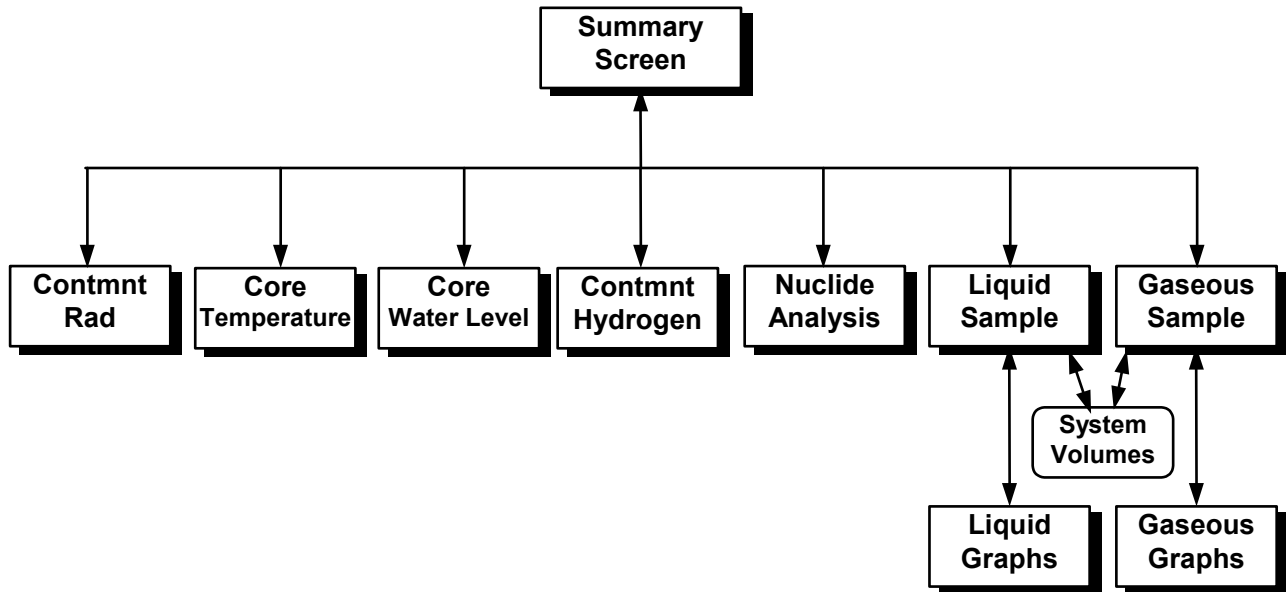 Summary
Screen
Contmnt
Rad
Core
Temperature
Core
Water Level
Contmnt
Hydrogen
Nuclide
Analysis
Liquid
Sample
Gaseous
Sample
System
Volumes
Liquid
Graphs
Gaseous
Graphs